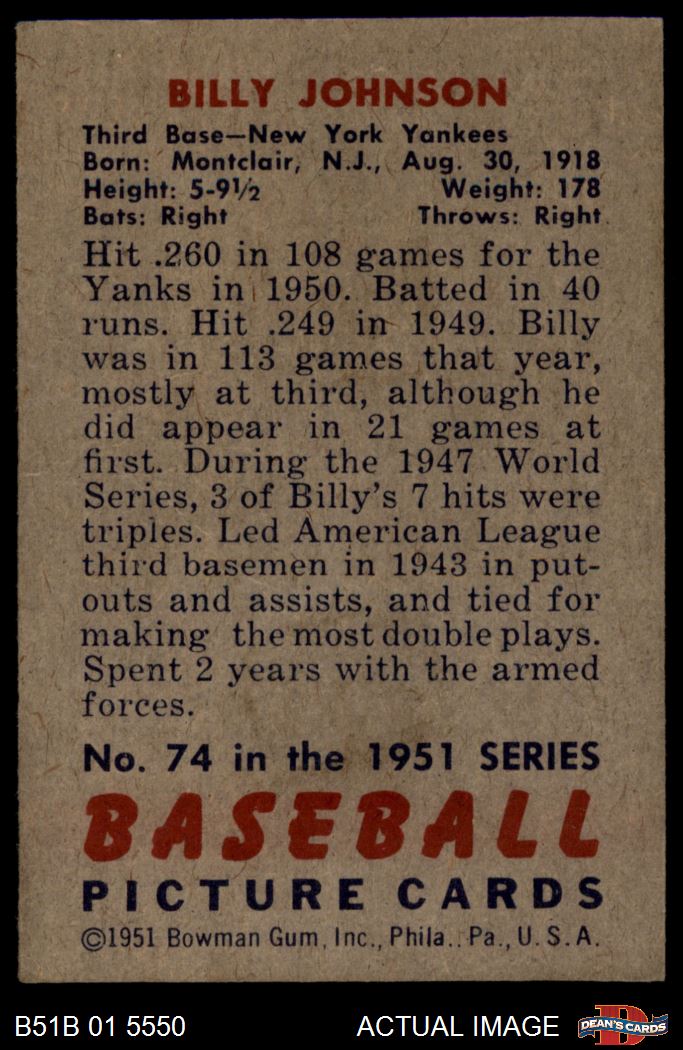 BILLY JOHNSON
Third Base—New York Yankees
Born: Montclair, N.J., Aug. 30, 1918
Height: 5-9½ Weight: 178
Bats: Right Throws: Right
Hit .260 in 108 games for the
Yanks in 1950. Batted in 40
runs. Hit .249 in 1949. Billy
was in 113 games that year,
mostly at third, although he
did appear in 21 games at
first. During the 1947 World
Series, 3 of Billy's 7 hits were
triples. Led American League
third basemen in 1943 in put-
outs and assists, and tied for
making the most double plays.
Spent 2 years with the armed
forces.
No. 74 in the 1951 SERIES
BASEBALL
PICTURE CARDS
©1951 Bowman Gum, Inc., Phila., Pa., U.S.A.
B51B 01 5550 ACTUAL IMAGE
D
DEAN'S CARDS